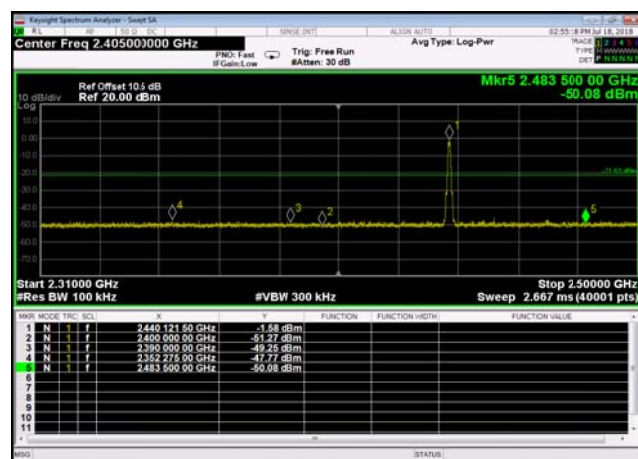 Keysight Spectrum Analyzer - Swept SA
RL RF 50 Ω DC SENSE:INT ALIGN AUTO 02:55:18 PM Jul 18, 2018
Center Freq 2.405000000 GHz
PNO: Fast
IFGain:Low
Trig: Free Run
#Atten: 30 dB
Avg Type: Log-Pwr
TRACE 1 2 3 4 5
TYPE
DET P N N N N N
Ref Offset 10.5 dB
Ref 20.00 dBm
Mkr5 2.483 500 00 GHz
-50.08 dBm
10 dB/div
Log
10.0
0.00
-10.0
-20.0
-30.0
-40.0
-50.0
-60.0
-70.0
-21.63 dBm
1
2
3
4
5
Start 2.31000 GHz
Stop 2.50000 GHz
#Res BW 100 kHz
#VBW 300 kHz
Sweep 2.667 ms (40001 pts)
MKR MODE TRC SCL X Y FUNCTION FUNCTION WIDTH FUNCTION VALUE
1 N 1 f 2.440 121 50 GHz -1.58 dBm
2 N 1 f 2.400 000 00 GHz -51.27 dBm
3 N 1 f 2.390 000 00 GHz -49.25 dBm
4 N 1 f 2.352 275 00 GHz -47.77 dBm
5 N 1 f 2.483 500 00 GHz -50.08 dBm
6
7
8
9
10
11
MSG STATUS